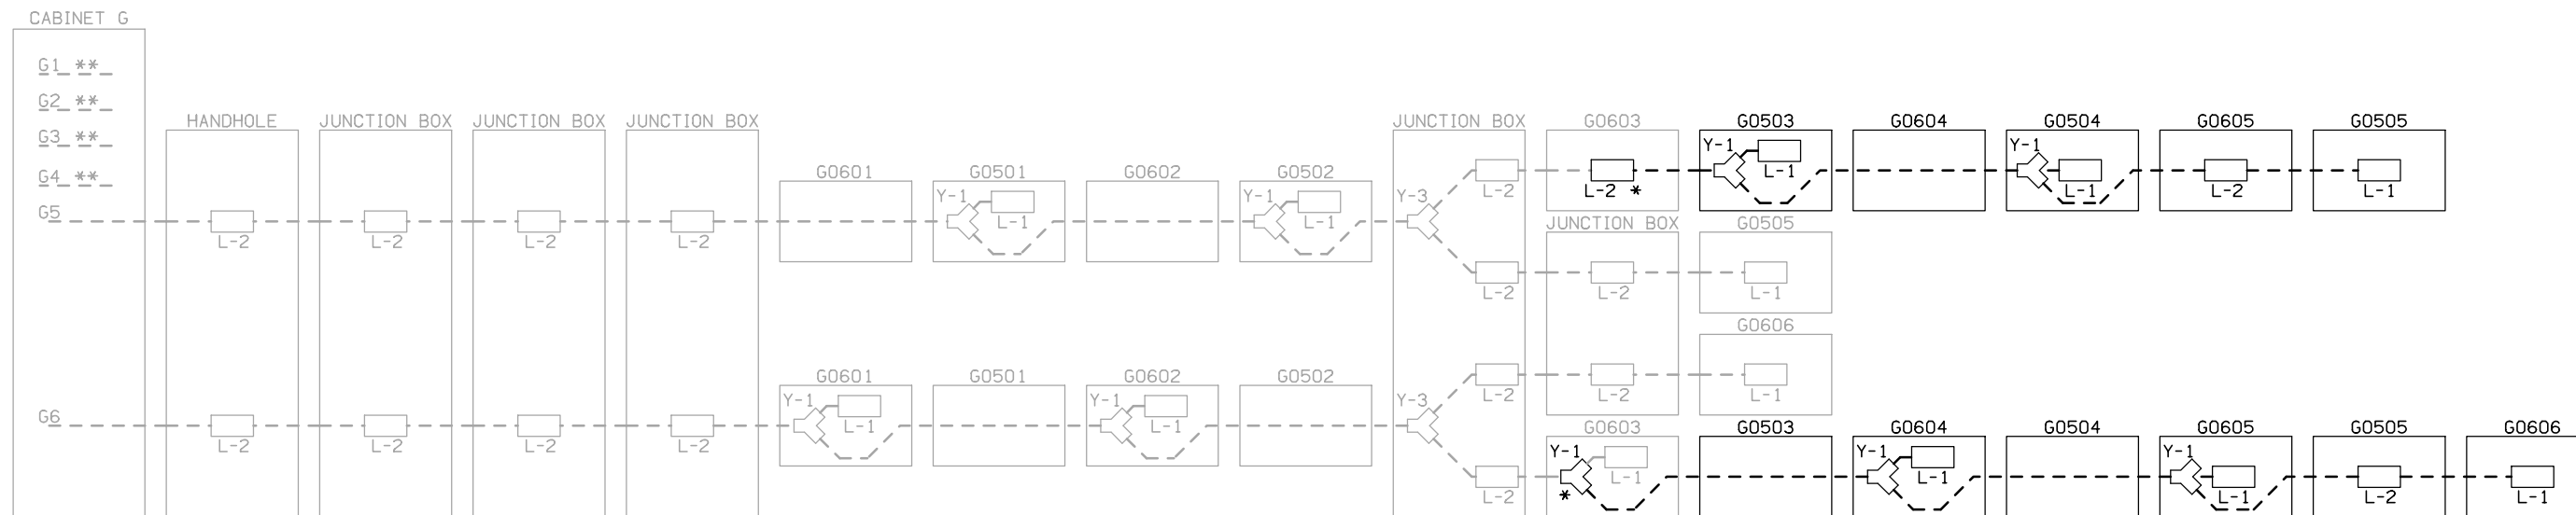 CABINET G
G1 **
G2 **
G3 **
G4 **
G5
G6
HANDHOLE
L-2
L-2
JUNCTION BOX
L-2
L-2
JUNCTION BOX
L-2
L-2
JUNCTION BOX
L-2
L-2
G0601
G0501
Y-1
L-1
G0602
G0502
Y-1
L-1
G0601
Y-1
L-1
G0501
G0602
Y-1
L-1
G0502
JUNCTION BOX
Y-3
L-2
L-2
Y-3
L-2
L-2
G0603
L-2 *
G0503
Y-1
L-1
G0604
G0504
Y-1
L-1
G0605
L-2
G0505
L-1
JUNCTION BOX
L-2
L-2
G0505
L-1
G0606
L-1
G0603
Y-1
*
L-1
G0503
G0604
Y-1
L-1
G0504
G0605
Y-1
L-1
G0505
L-2
G0606
L-1